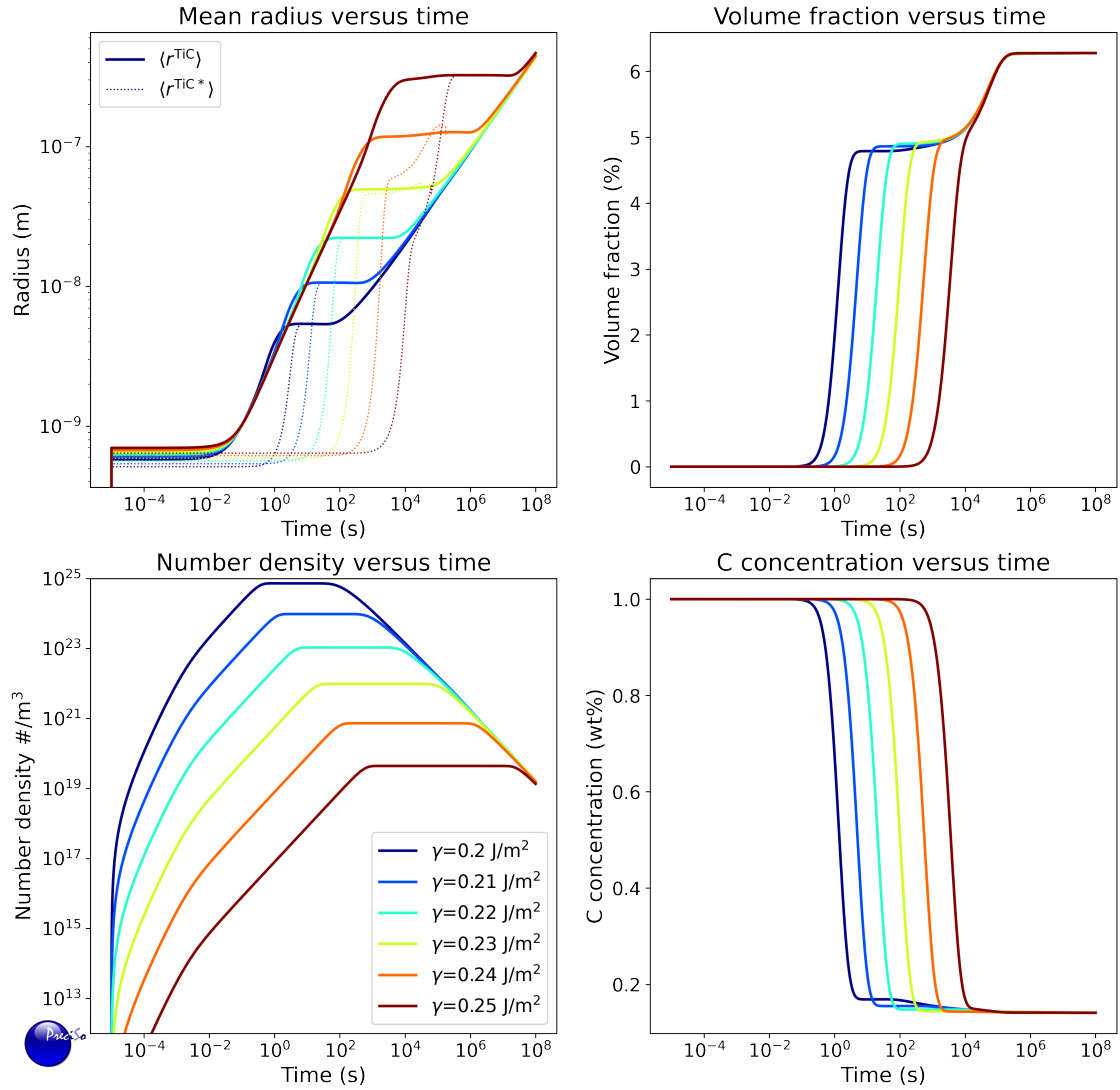 Mean radius versus time
⟨r^TiC⟩
⟨r^TiC*⟩
Radius (m)
10^−7
10^−8
10^−9
10^−4 10^−2 10^0 10^2 10^4 10^6 10^8
Time (s)
Volume fraction versus time
Volume fraction (%)
6
5
4
3
2
1
0
10^−4 10^−2 10^0 10^2 10^4 10^6 10^8
Time (s)
Number density versus time
Number density #/m^3
10^25
10^23
10^21
10^19
10^17
10^15
10^13
γ=0.2 J/m^2
γ=0.21 J/m^2
γ=0.22 J/m^2
γ=0.23 J/m^2
γ=0.24 J/m^2
γ=0.25 J/m^2
10^−4 10^−2 10^0 10^2 10^4 10^6 10^8
Time (s)
PreciSo
C concentration versus time
C concentration (wt%)
1.0
0.8
0.6
0.4
0.2
10^−4 10^−2 10^0 10^2 10^4 10^6 10^8
Time (s)